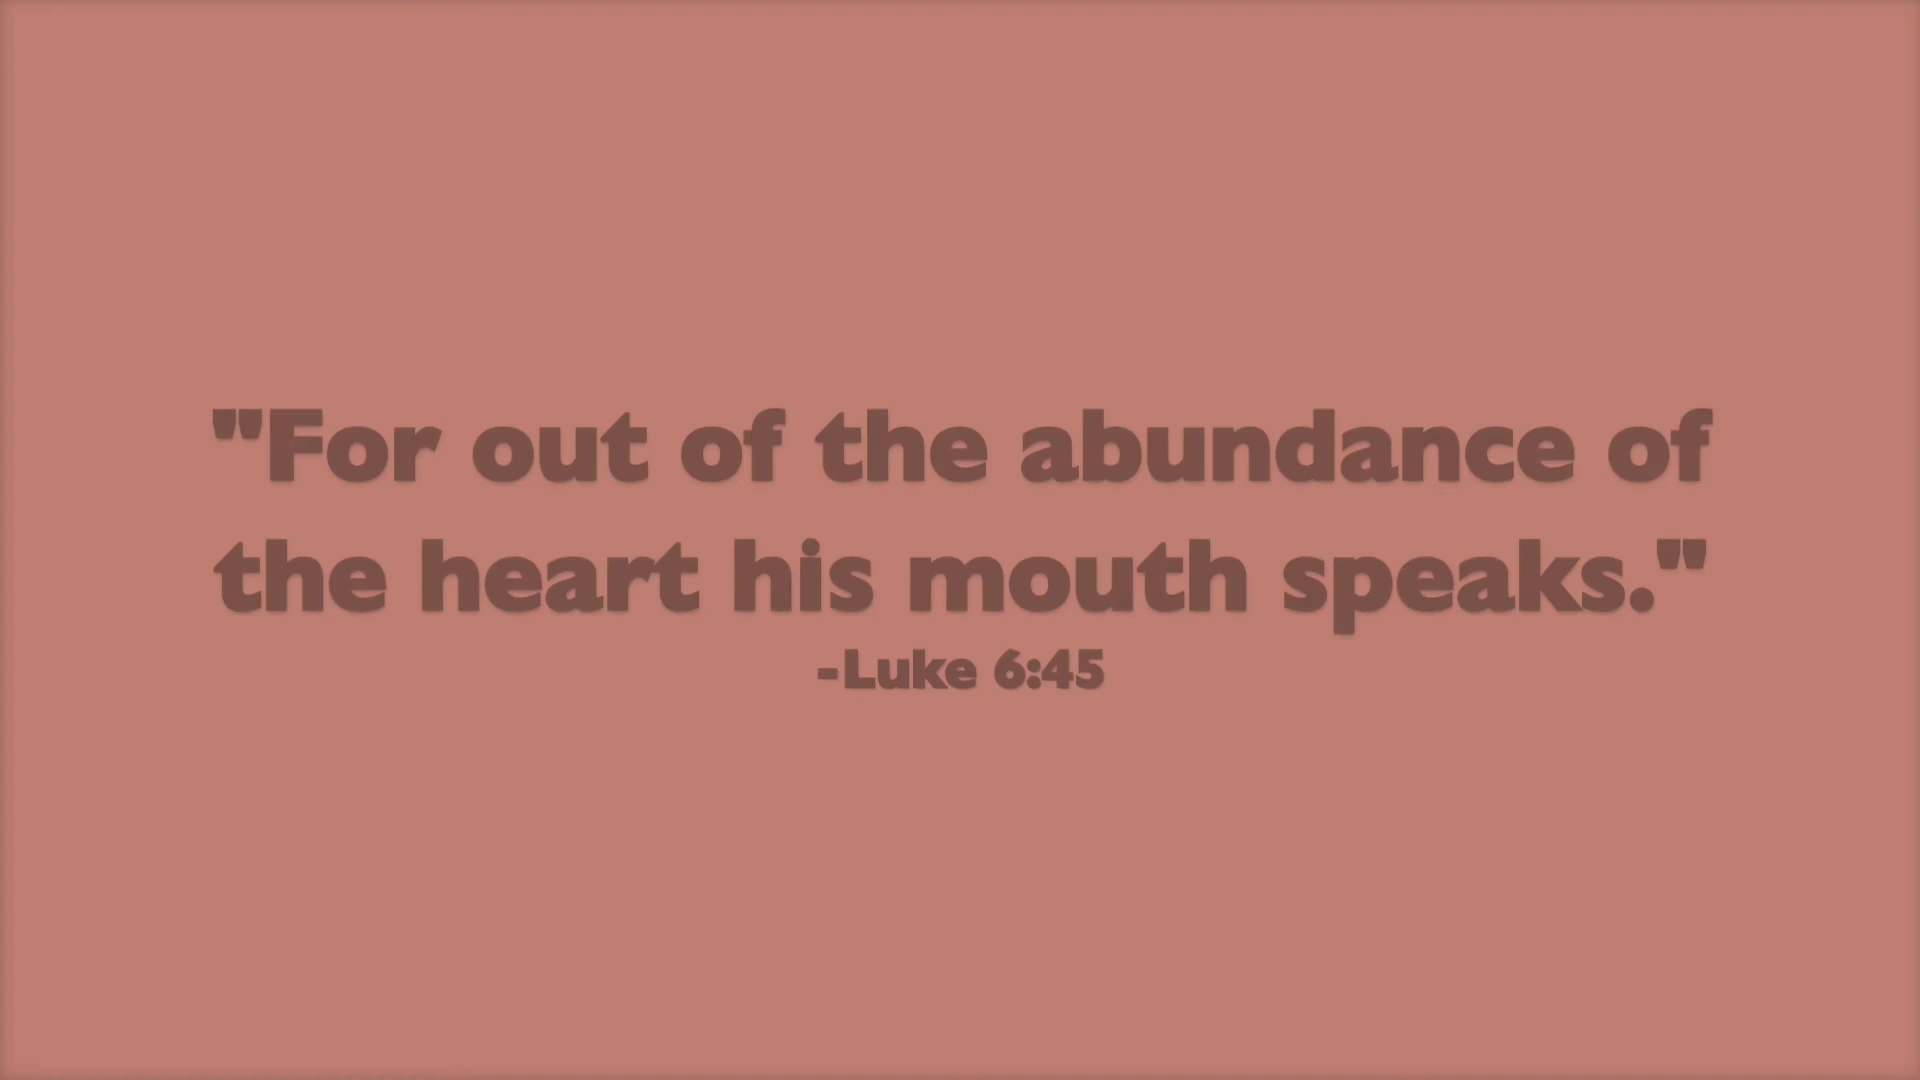 "For out of the abundance of
the heart his mouth speaks."
-Luke 6:45